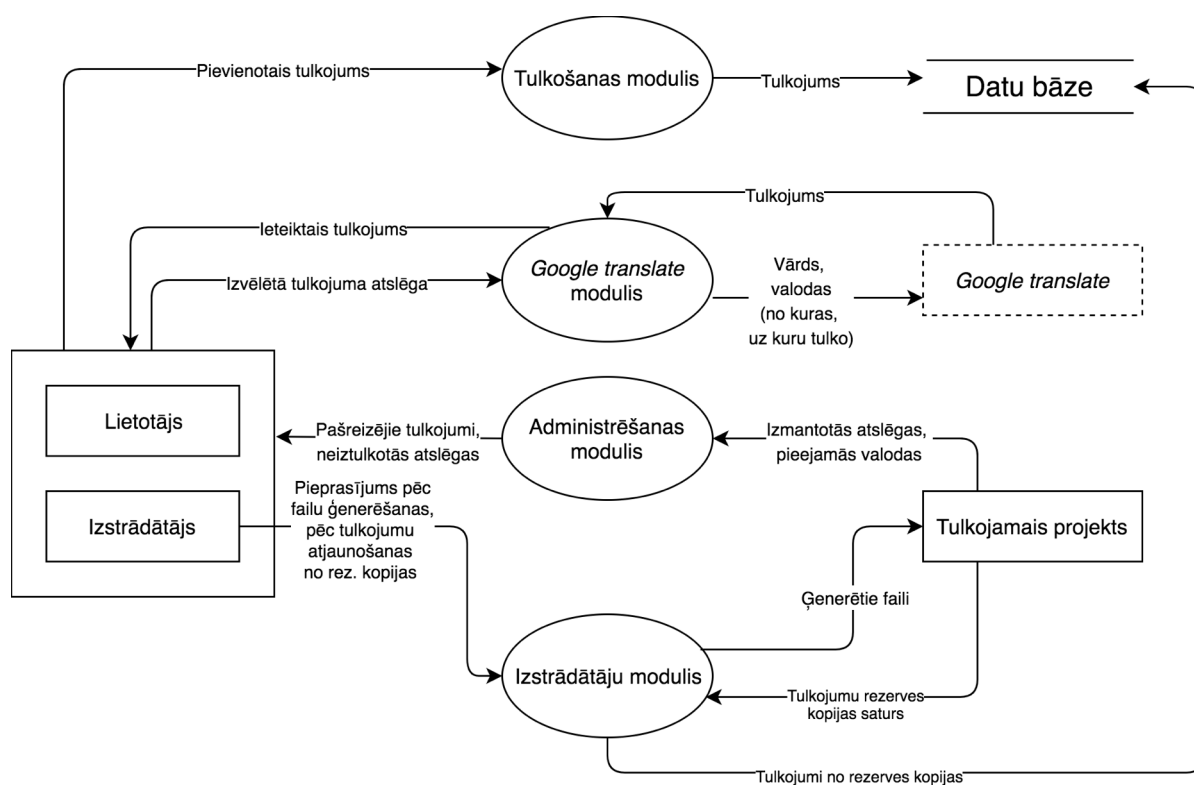 Pievienotais tulkojums
Tulkošanas modulis
Tulkojums
Datu bāze
Tulkojums
Ieteiktais tulkojums
Izvēlētā tulkojuma atslēga
Google translate
modulis
Vārds,
valodas
(no kuras,
uz kuru tulko)
Google translate
Lietotājs
Pašreizējie tulkojumi,
neiztulkotās atslēgas
Administrēšanas
modulis
Izmantotās atslēgas,
pieejamās valodas
Izstrādātājs
Pieprasījums pēc
failu ģenerēšanas,
pēc tulkojumu
atjaunošanas
no rez. kopijas
Tulkojamais projekts
Ģenerētie faili
Izstrādātāju modulis
Tulkojumu rezerves
kopijas saturs
Tulkojumi no rezerves kopijas